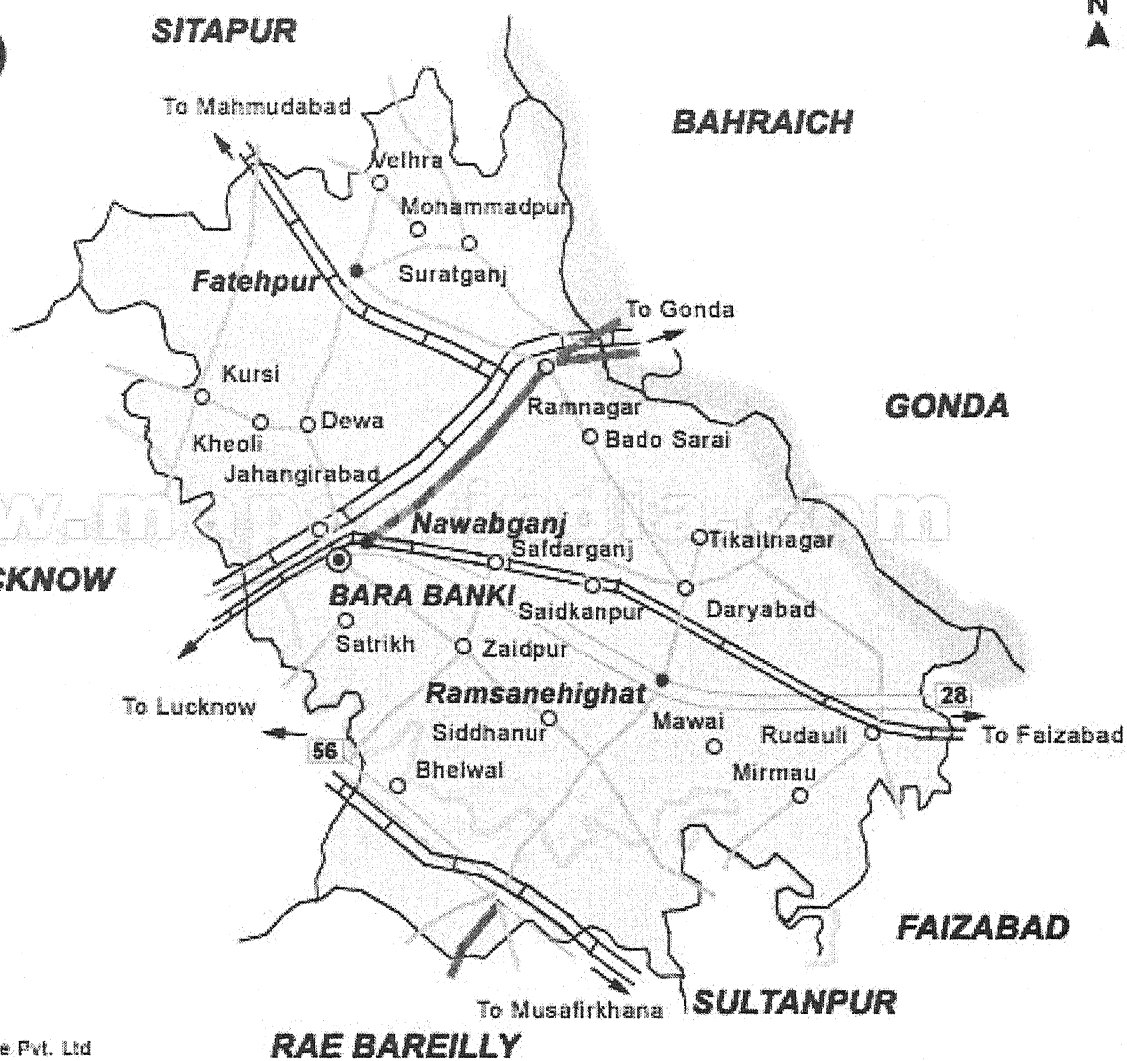 N
SITAPUR
To Mahmudabad
BAHRAICH
Velhra
Mohammadpur
Fatehpur
Suratganj
To Gonda
Kursi
Ramnagar
GONDA
Kheoli
Dewa
Bado Sarai
Jahangirabad
Nawabganj
Safdarganj
Tikaitnagar
CKNOW
BARA BANKI
Saidkanpur
Daryabad
Satrikh
Zaidpur
Ramsanehighat
28
To Lucknow
Siddhanur
Mawai
Rudauli
To Faizabad
56
Bhelwal
Mirmau
FAIZABAD
To Musafirkhana
SULTANPUR
RAE BAREILLY
e Pvt. Ltd